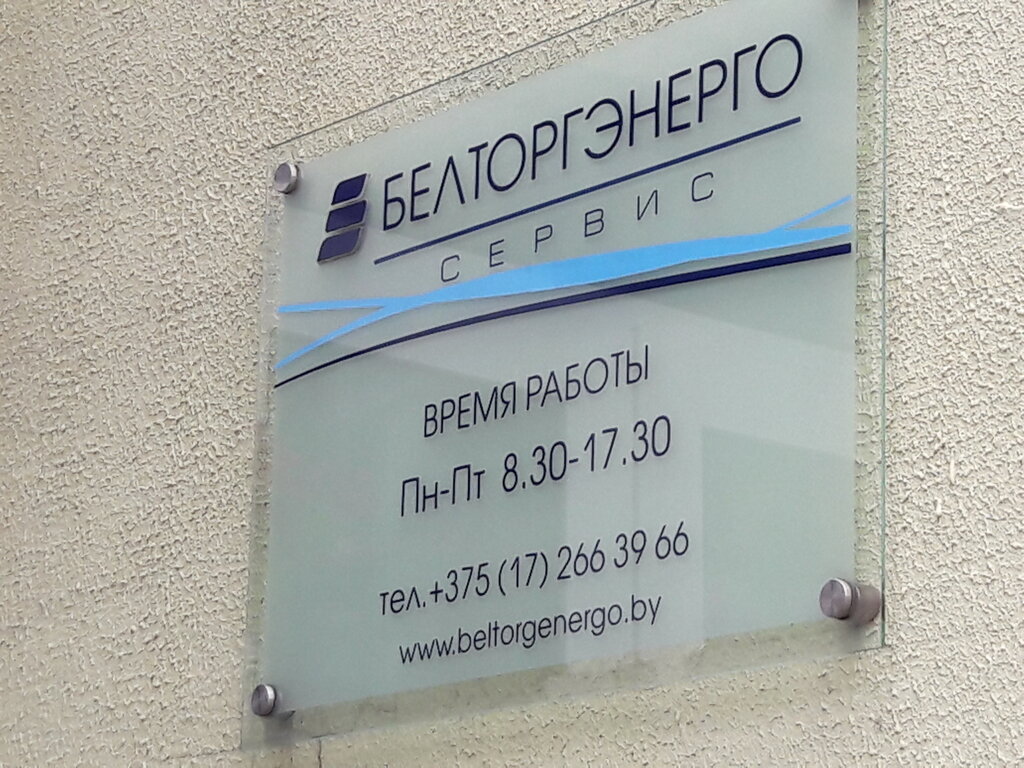 БЕЛТОРГЭНЕРГО
СЕРВИС
ВРЕМЯ РАБОТЫ
Пн-Пт 8.30-17.30
тел.+375 (17) 266 39 66
www.beltorgenergo.by